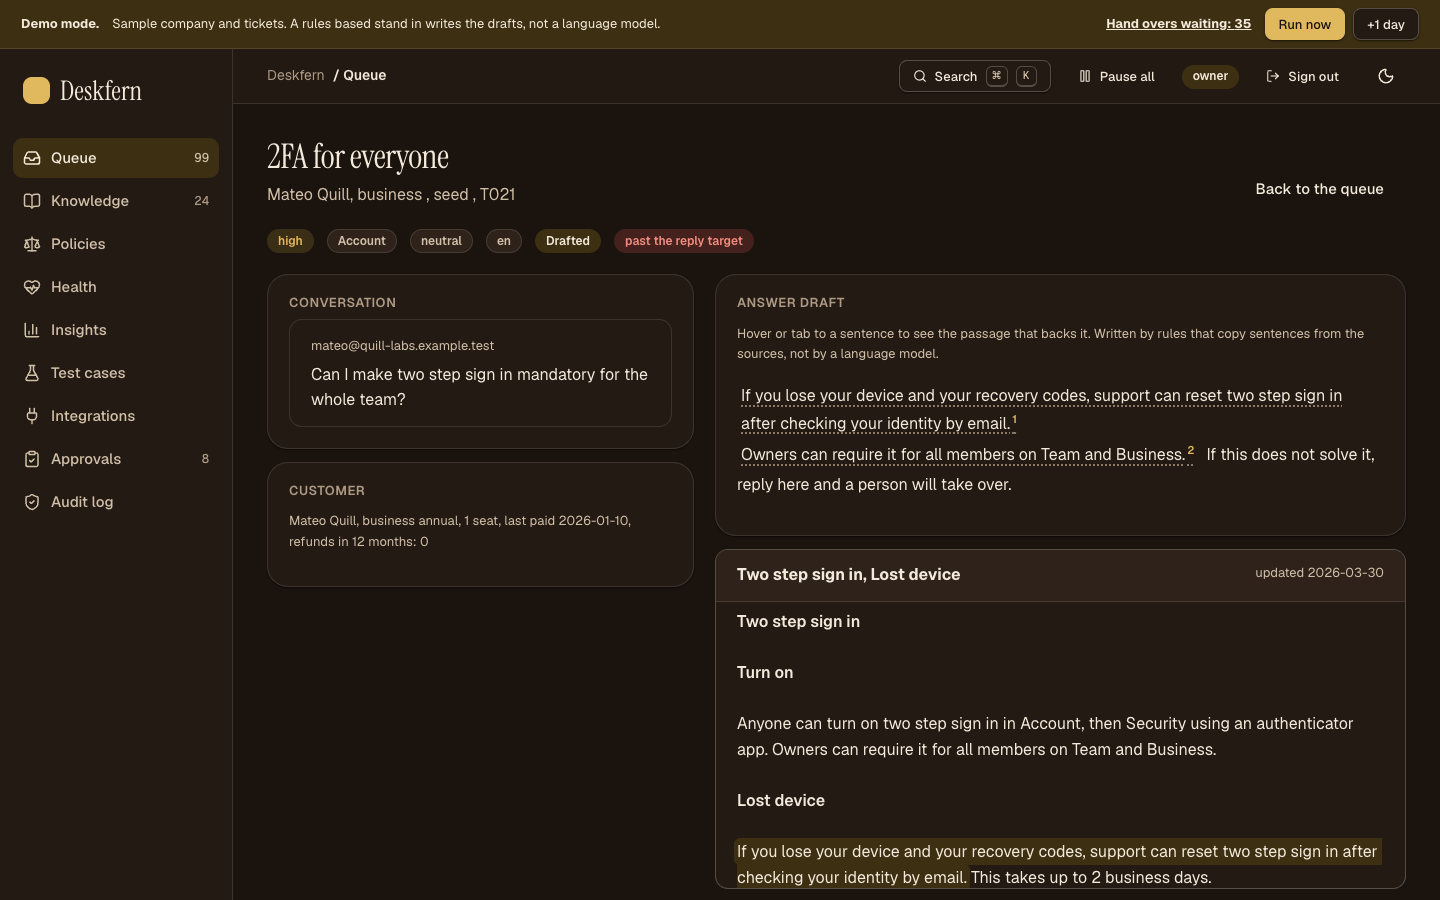 Demo mode. Sample company and tickets. A rules based stand in writes the drafts, not a language model. Hand overs waiting: 35 Run now +1 day
Deskfern
Deskfern / Queue Search ⌘ K Pause all owner Sign out
Queue 99
Knowledge 24
Policies
Health
Insights
Test cases
Integrations
Approvals 8
Audit log
2FA for everyone
Mateo Quill, business , seed , T021
Back to the queue
high Account neutral en Drafted past the reply target
CONVERSATION
mateo@quill-labs.example.test
Can I make two step sign in mandatory for the
whole team?
CUSTOMER
Mateo Quill, business annual, 1 seat, last paid 2026-01-10,
refunds in 12 months: 0
ANSWER DRAFT
Hover or tab to a sentence to see the passage that backs it. Written by rules that copy sentences from the
sources, not by a language model.
If you lose your device and your recovery codes, support can reset two step sign in
after checking your identity by email. 1
Owners can require it for all members on Team and Business. 2 If this does not solve it,
reply here and a person will take over.
Two step sign in, Lost device updated 2026-03-30
Two step sign in
Turn on
Anyone can turn on two step sign in in Account, then Security using an authenticator
app. Owners can require it for all members on Team and Business.
Lost device
If you lose your device and your recovery codes, support can reset two step sign in after
checking your identity by email. This takes up to 2 business days.